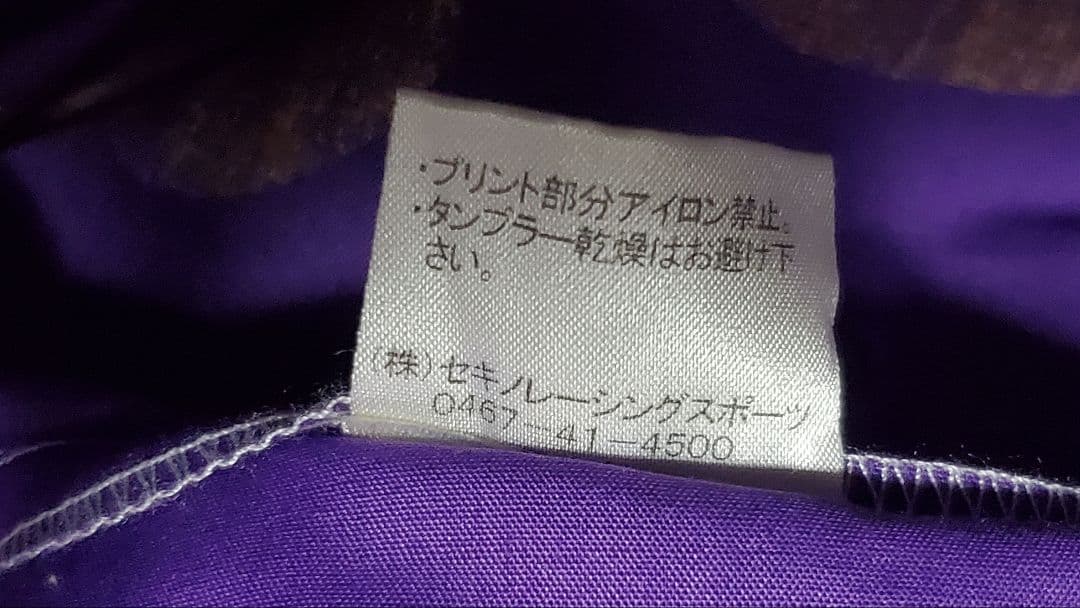 ・プリント部分アイロン禁止。
・タンブラー乾燥はお避け下
さい。
(株)セキノレーシングスポーツ
0467-41-4500